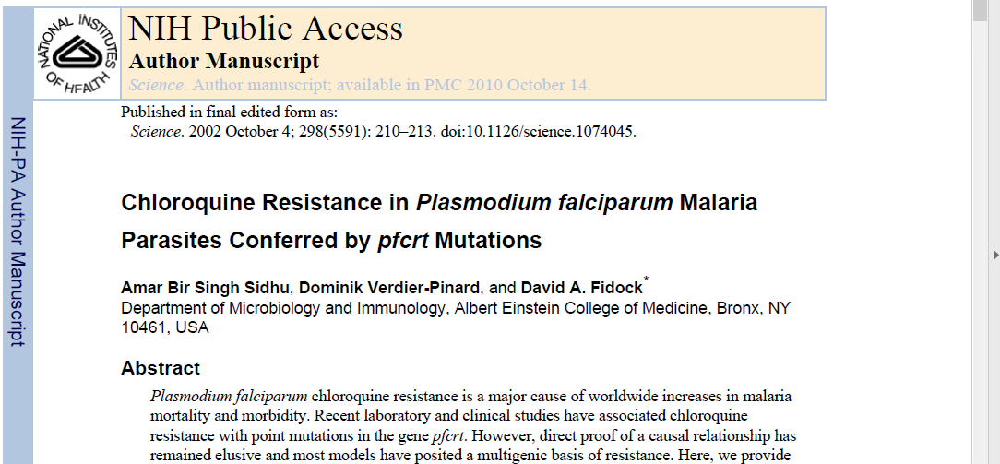 NATIONAL INSTITUTES OF HEALTH
NIH Public Access
Author Manuscript
Science. Author manuscript; available in PMC 2010 October 14.
Published in final edited form as:
Science. 2002 October 4; 298(5591): 210–213. doi:10.1126/science.1074045.
NIH-PA Author Manuscript
Chloroquine Resistance in Plasmodium falciparum Malaria
Parasites Conferred by pfcrt Mutations
Amar Bir Singh Sidhu, Dominik Verdier-Pinard, and David A. Fidock*
Department of Microbiology and Immunology, Albert Einstein College of Medicine, Bronx, NY
10461, USA
Abstract
Plasmodium falciparum chloroquine resistance is a major cause of worldwide increases in malaria
mortality and morbidity. Recent laboratory and clinical studies have associated chloroquine
resistance with point mutations in the gene pfcrt. However, direct proof of a causal relationship has
remained elusive and most models have posited a multigenic basis of resistance. Here, we provide